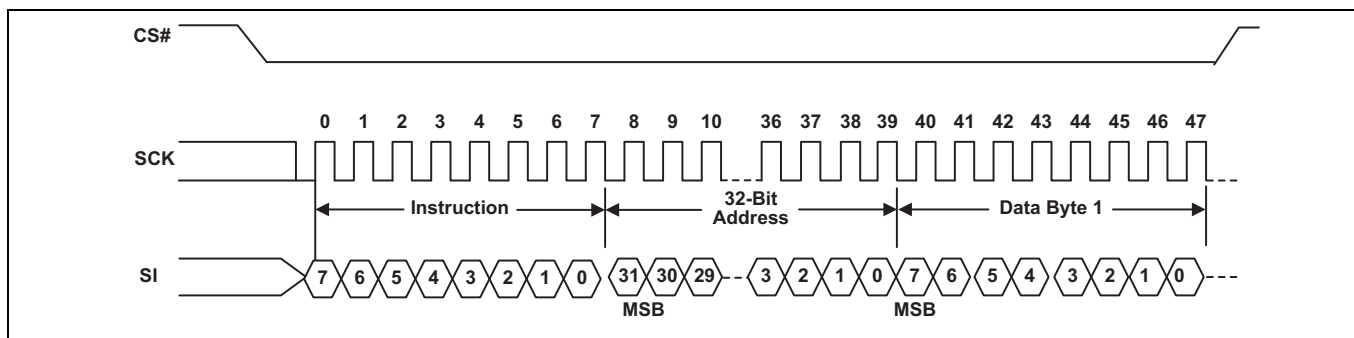 CS#
0 1 2 3 4 5 6 7 8 9 10 36 37 38 39 40 41 42 43 44 45 46 47
SCK
Instruction 32-Bit Address Data Byte 1
SI 7 6 5 4 3 2 1 0 31 30 29 3 2 1 0 7 6 5 4 3 2 1 0
MSB MSB